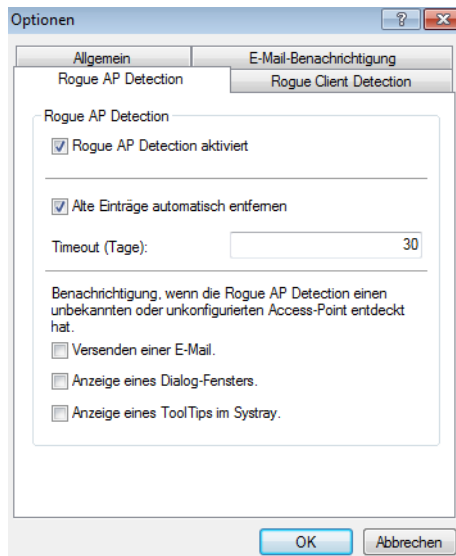 Optionen
Allgemein
E-Mail-Benachrichtigung
Rogue AP Detection
Rogue Client Detection
Rogue AP Detection
Rogue AP Detection aktiviert
Alte Einträge automatisch entfernen
Timeout (Tage):
30
Benachrichtigung, wenn die Rogue AP Detection einen
unbekannten oder unkonfigurierten Access-Point entdeckt
hat.
Versenden einer E-Mail.
Anzeige eines Dialog-Fensters.
Anzeige eines ToolTips im Systray.
OK
Abbrechen